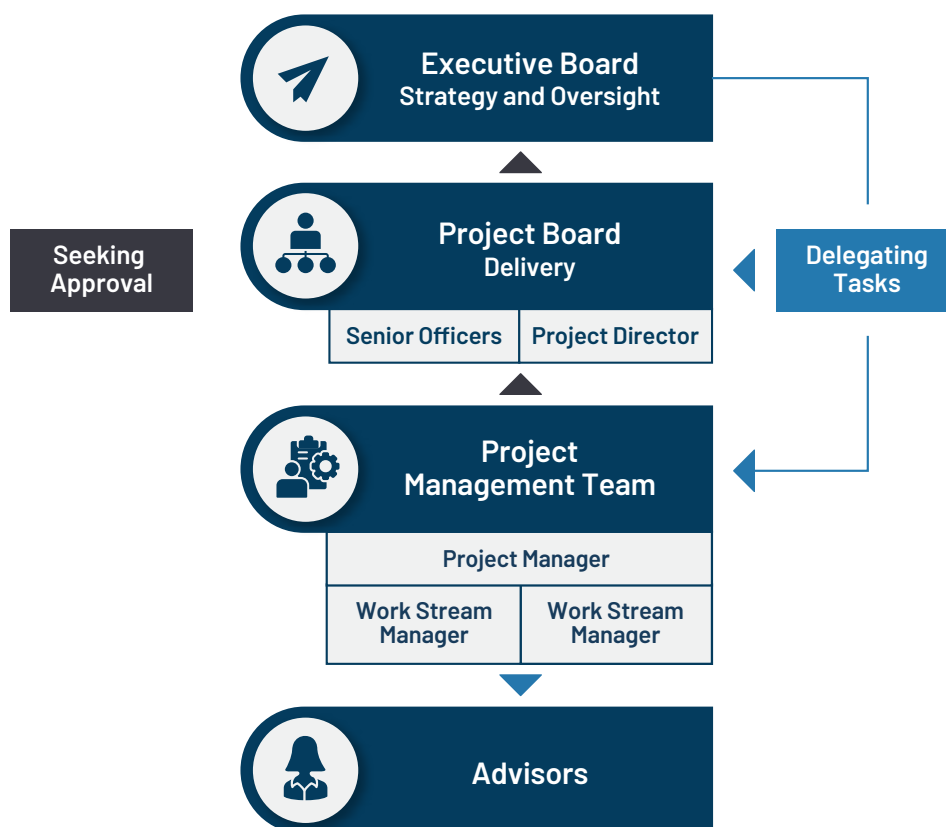 Executive Board
Strategy and Oversight
Project Board
Delivery
Seeking
Approval
Delegating
Tasks
Senior Officers
Project Director
Project
Management Team
Project Manager
Work Stream
Manager
Work Stream
Manager
Advisors